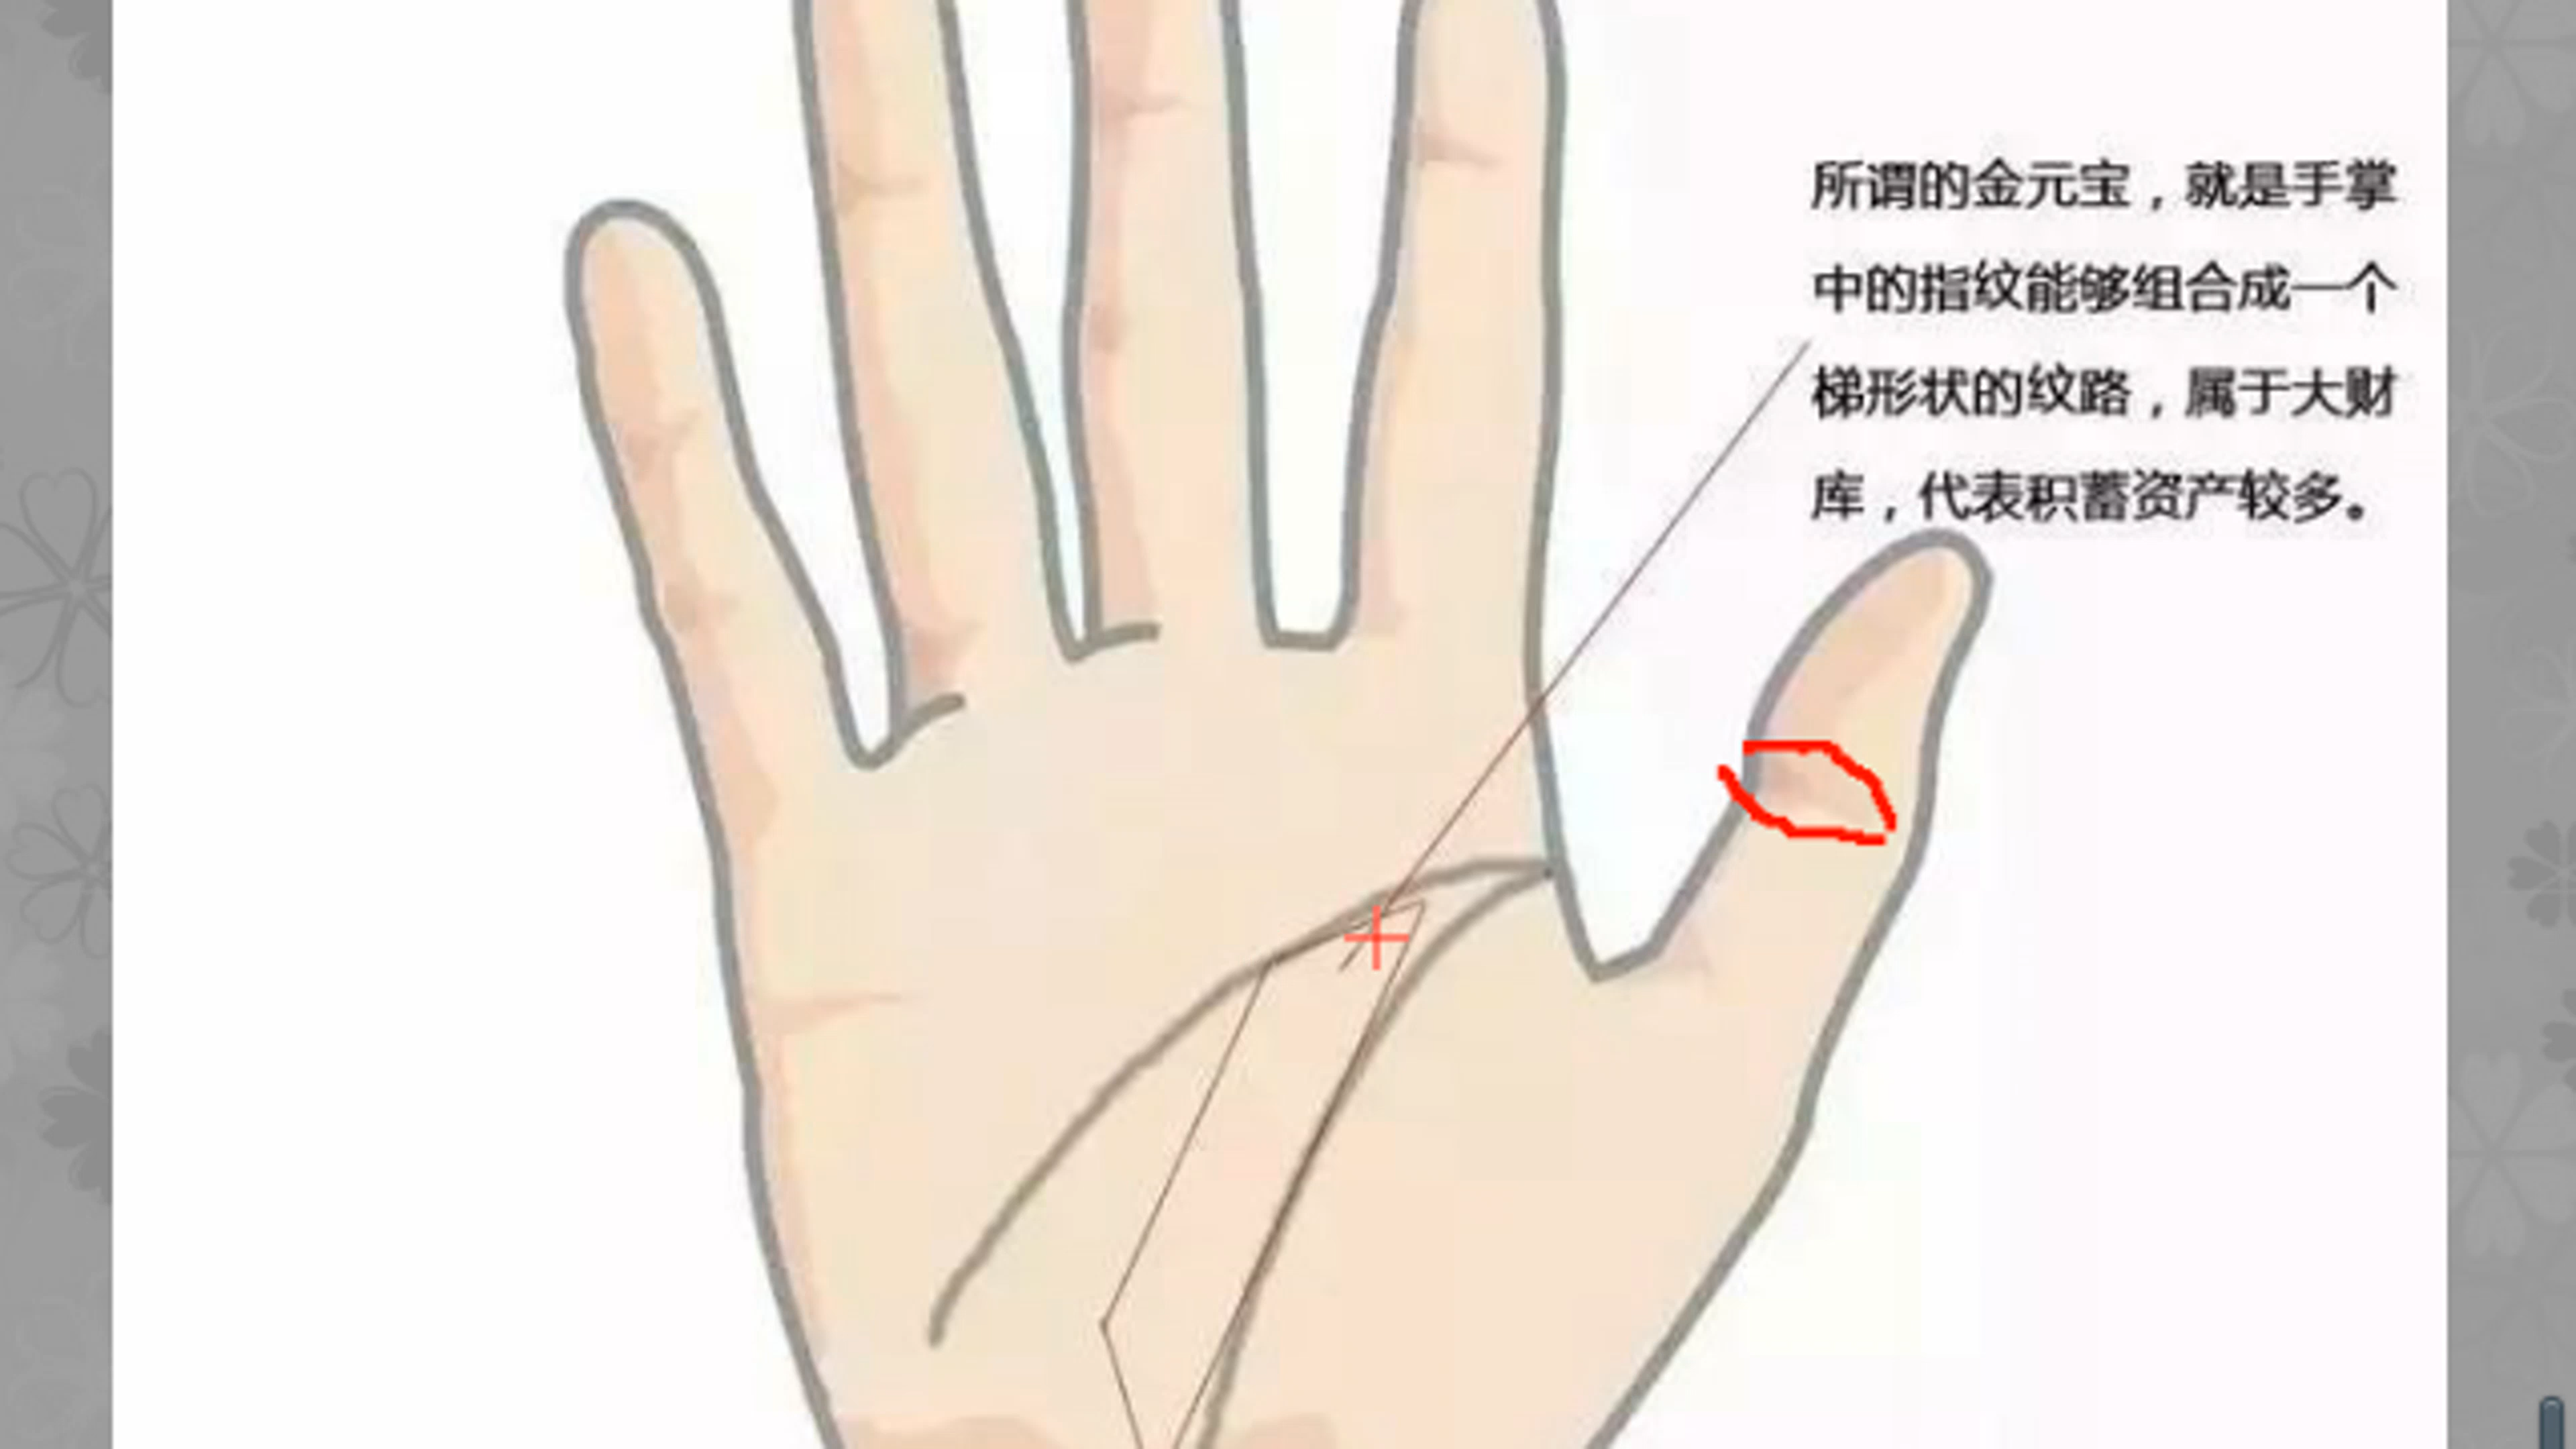 所谓的金元宝，就是手掌
中的指纹能够组合成一个
梯形状的纹路，属于大财
库，代表积蓄资产较多。